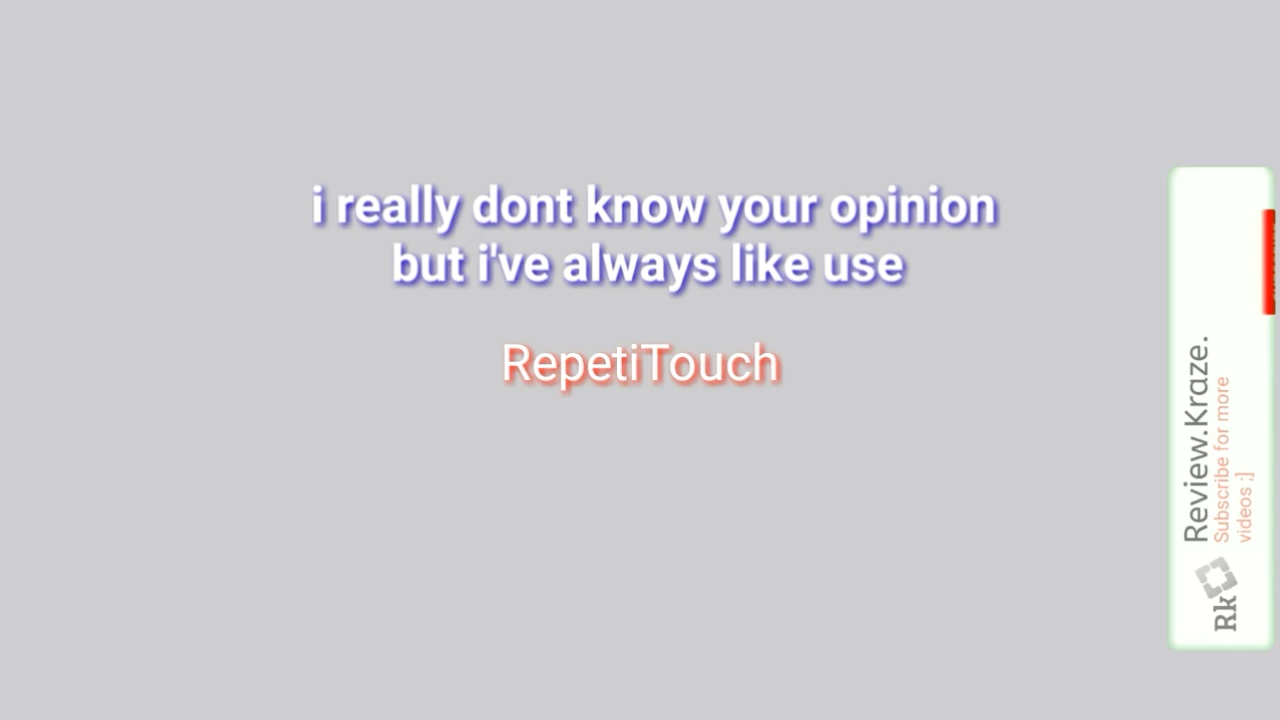 i really dont know your opinion
but i've always like use
RepetiTouch
Review.Kraze.
Subscribe for more
videos ;]
Rk